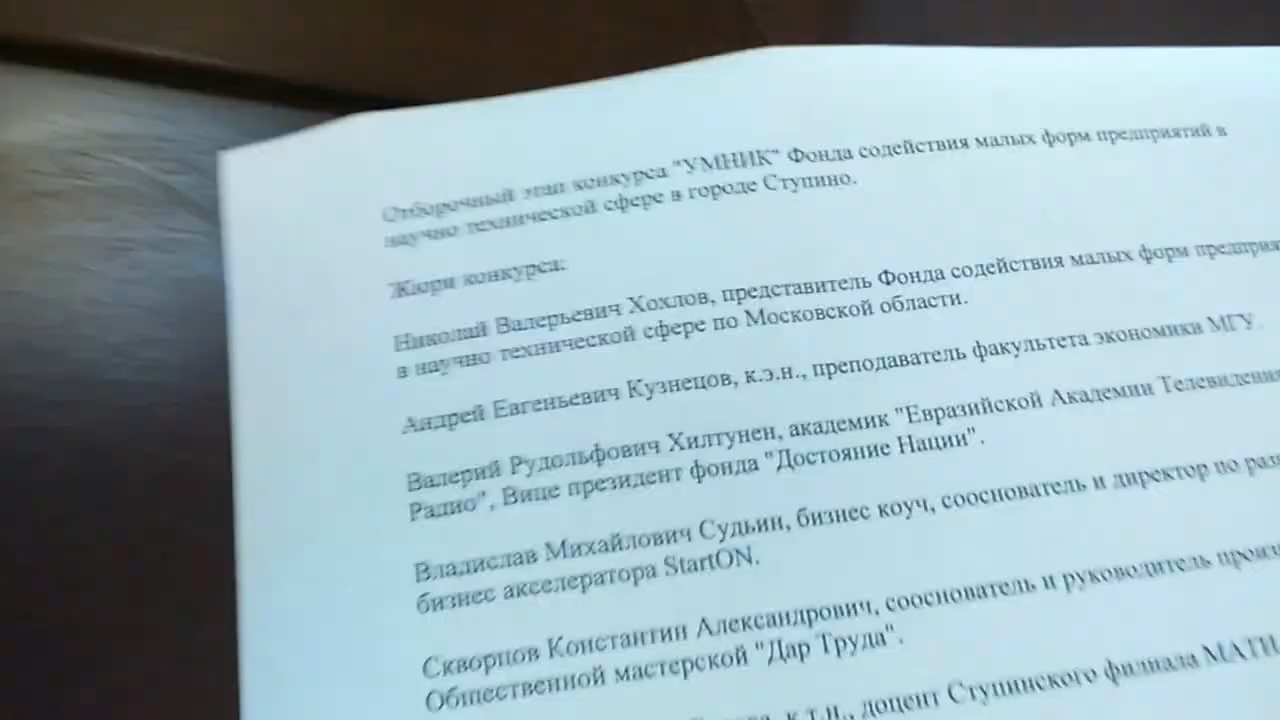 Отборочный этап конкурса "УМНИК" Фонда содействия малых форм предприятий в
научно технической сфере в городе Ступино.
Жюри конкурса:
Николай Валерьевич Хохлов, представитель Фонда содействия малых форм
в научно технической сфере по Московской области.
Андрей Евгеньевич Кузнецов, к.э.н., преподаватель факультета экономики МГУ.
Валерий Рудольфович Хилтунен, академик "Евразийской Академии Телевидения
Радио", Вице президент фонда "Достояние Нации".
Владислав Михайлович Судьин, бизнес коуч, сооснователь и директор по
бизнес акселератора StartON.
Скворцов Константин Александрович, сооснователь и руководитель
Общественной мастерской "Дар Труда".
к.т.н., доцент Ступинского филиала МАТИ